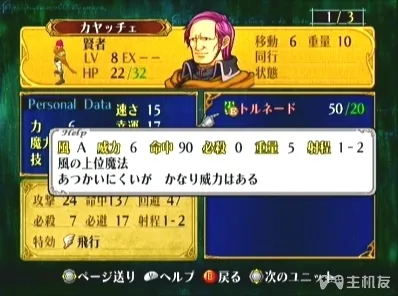 カヤッチェ
1/3
賢者
LV 8 EX --
HP 22/32
移動 6 重量 10
同行
状態
Personal Data
速さ 15
力 6 幸運 17
魔力
技
トルネード 50/20
Help
風 A 威力 6 命中 90 必殺 0 重量 5 射程 1-2
風の上位魔法
あつかいにくいが かなり威力はある
攻撃 24 命中137 回避 47
必殺 7 必避 17 射程1-2
特効 飛行
ページ送り ヘルプ B 戻る 次のユニット
主机友